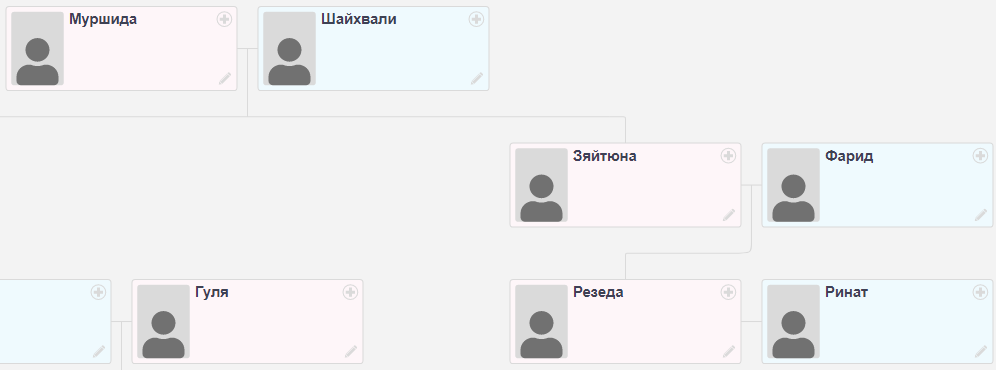 Муршида
Шайхвали
Зяйтюна
Фарид
Гуля
Резеда
Ринат